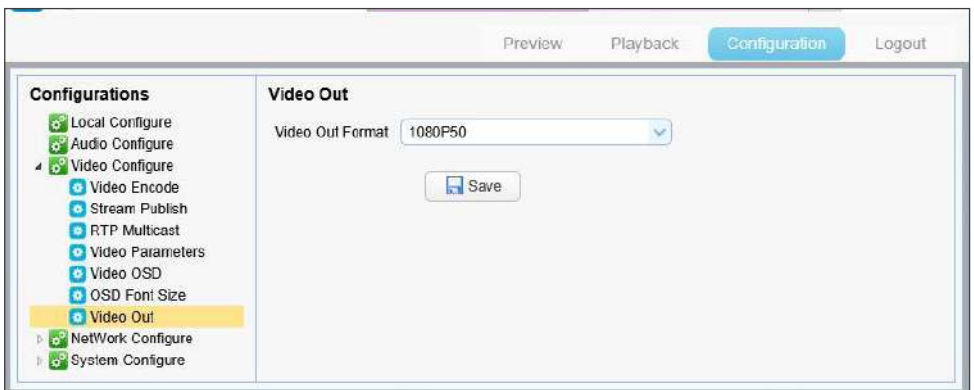 Preview Playback Configuration Logout
Configurations
Local Configure
Audio Configure
Video Configure
Video Encode
Stream Publish
RTP Multicast
Video Parameters
Video OSD
OSD Font Size
Video Out
NetWork Configure
System Configure
Video Out
Video Out Format 1080P50
Save